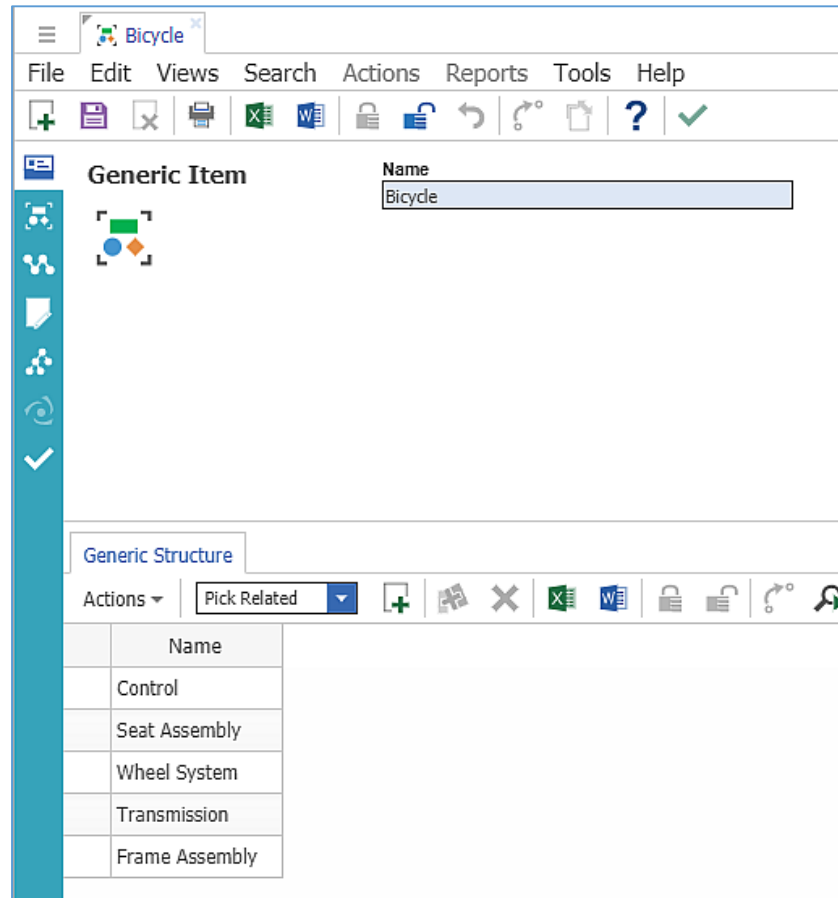 Bicycle
File Edit Views Search Actions Reports Tools Help
Generic Item
Name
Bicycle
Generic Structure
Actions Pick Related
Name
Control
Seat Assembly
Wheel System
Transmission
Frame Assembly